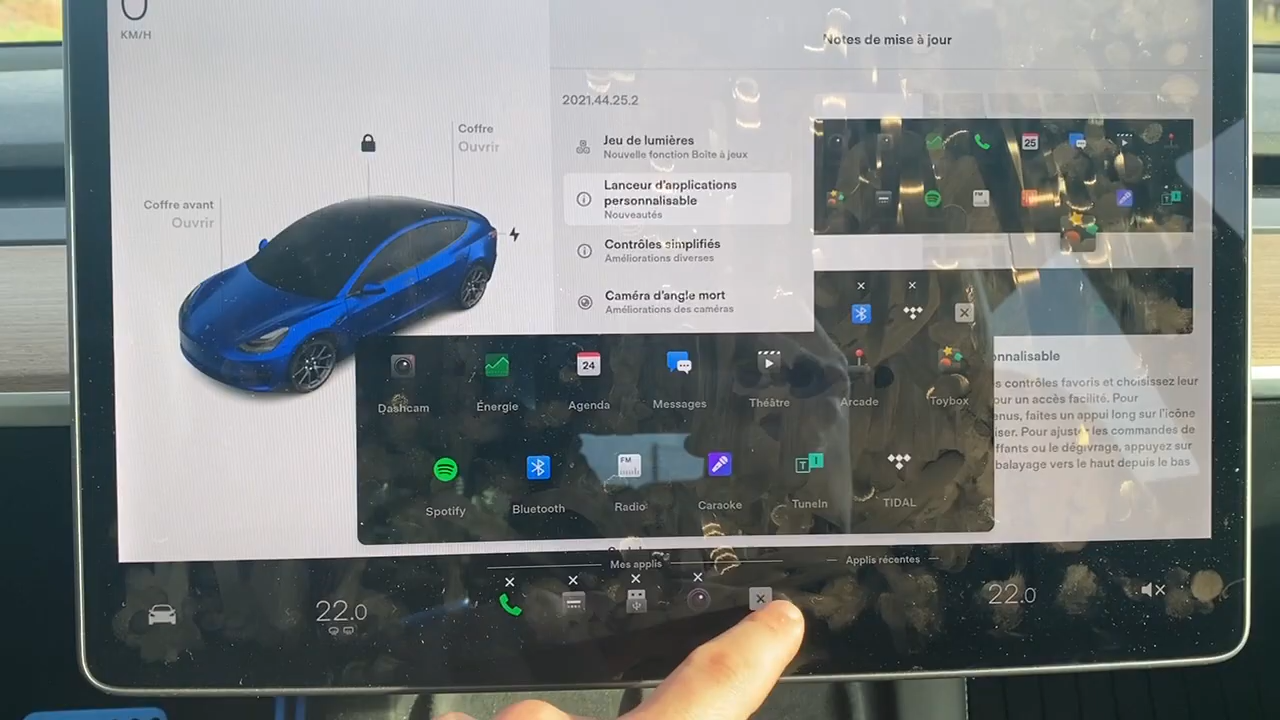 0
KM/H
Notes de mise à jour
2021.44.25.2
Coffre
Ouvrir
Coffre avant
Ouvrir
Jeu de lumières
Nouvelle fonction Boîte à jeux
Lanceur d'applications
personnalisable
Nouveautés
Contrôles simplifiés
Améliorations diverses
Caméra d'angle mort
Améliorations des caméras
25
FM
24
Dashcam
Énergie
Agenda
Messages
Théâtre
Arcade
Toybox
FM
T I
Spotify
Bluetooth
Radio
Caraoke
TuneIn
TIDAL
onnalisable
s contrôles favoris et choisissez leur
our un accès facilité. Pour
enus, faites un appui long sur l'icône
iser. Pour ajuster les commandes de
ffants ou le dégivrage, appuyez sur
balayage vers le haut depuis le bas
Mes applis
Applis récentes
22.0
22.0